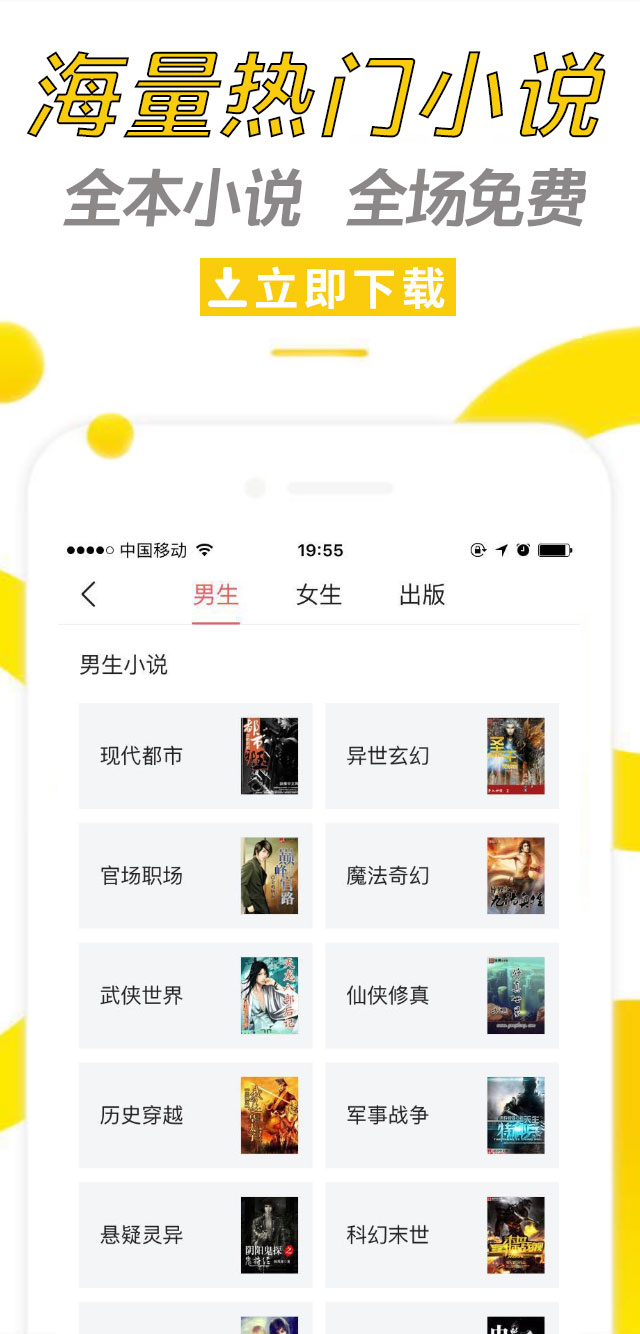 海量热门小说
全本小说 全场免费
立即下载
中国移动 19:55
男生 女生 出版
男生小说
现代都市
异世玄幻
官场职场
巅峰官路
魔法奇幻
武侠世界
仙侠修真
历史穿越
军事战争
特种兵
悬疑灵异
阴阳鬼探之
科幻末世